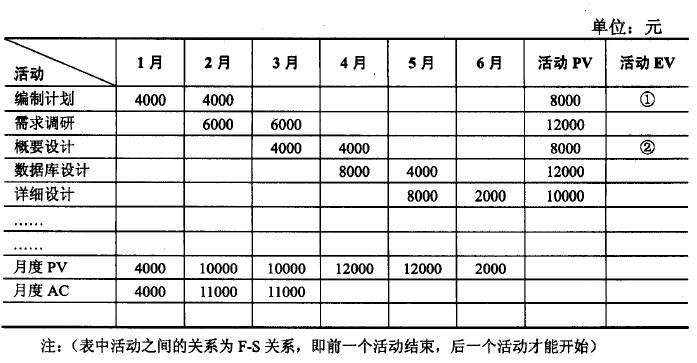 单位：元
活动 1月 2月 3月 4月 5月 6月 活动 PV 活动 EV
编制计划 4000 4000 8000 ①
需求调研 6000 6000 12000
概要设计 4000 4000 8000 ②
数据库设计 8000 4000 12000
详细设计 8000 2000 10000
……
……
月度 PV 4000 10000 10000 12000 12000 2000
月度 AC 4000 11000 11000
注：（表中活动之间的关系为 F-S 关系，即前一个活动结束，后一个活动才能开始）